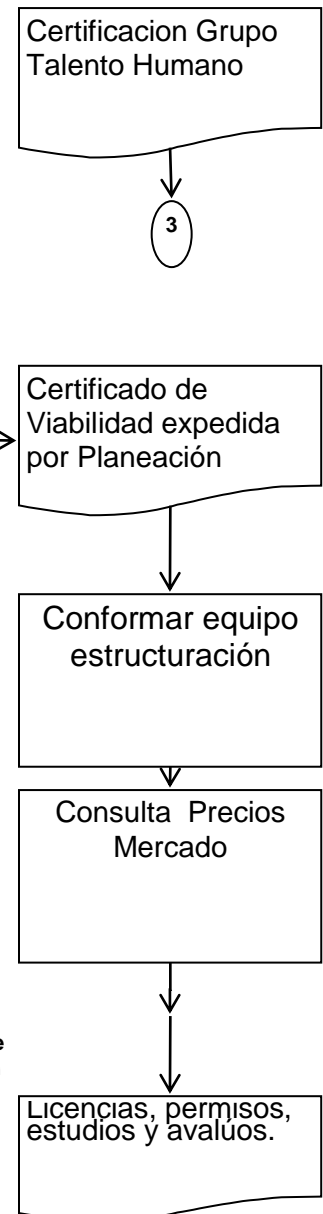 Certificacion Grupo
Talento Humano
3
Certificado de
Viabilidad expedida
por Planeación
Conformar equipo
estructuración
Consulta Precios
Mercado
e
Licencias, permisos,
estudios y avalúos.